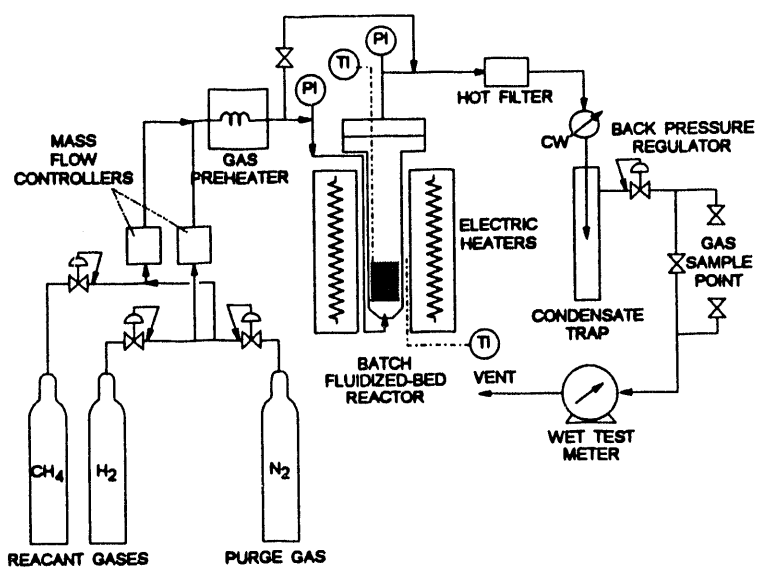 PI
TI
PI
HOT FILTER
CW
BACK PRESSURE
REGULATOR
MASS
FLOW
CONTROLLERS
GAS
PREHEATER
ELECTRIC
HEATERS
GAS
SAMPLE
POINT
CONDENSATE
TRAP
TI
BATCH
FLUIDIZED-BED
REACTOR
VENT
WET TEST
METER
CH4
H2
N2
REACANT GASES
PURGE GAS